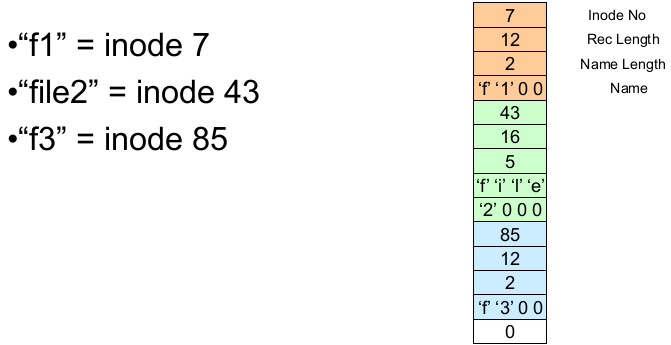 •“f1” = inode 7
•“file2” = inode 43
•“f3” = inode 85
7 Inode No
12 Rec Length
2 Name Length
‘f’ ‘1’ 0 0 Name
43
16
5
‘f’ ‘i’ ‘l’ ‘e’
‘2’ 0 0 0
85
12
2
‘f’ ‘3’ 0 0
0